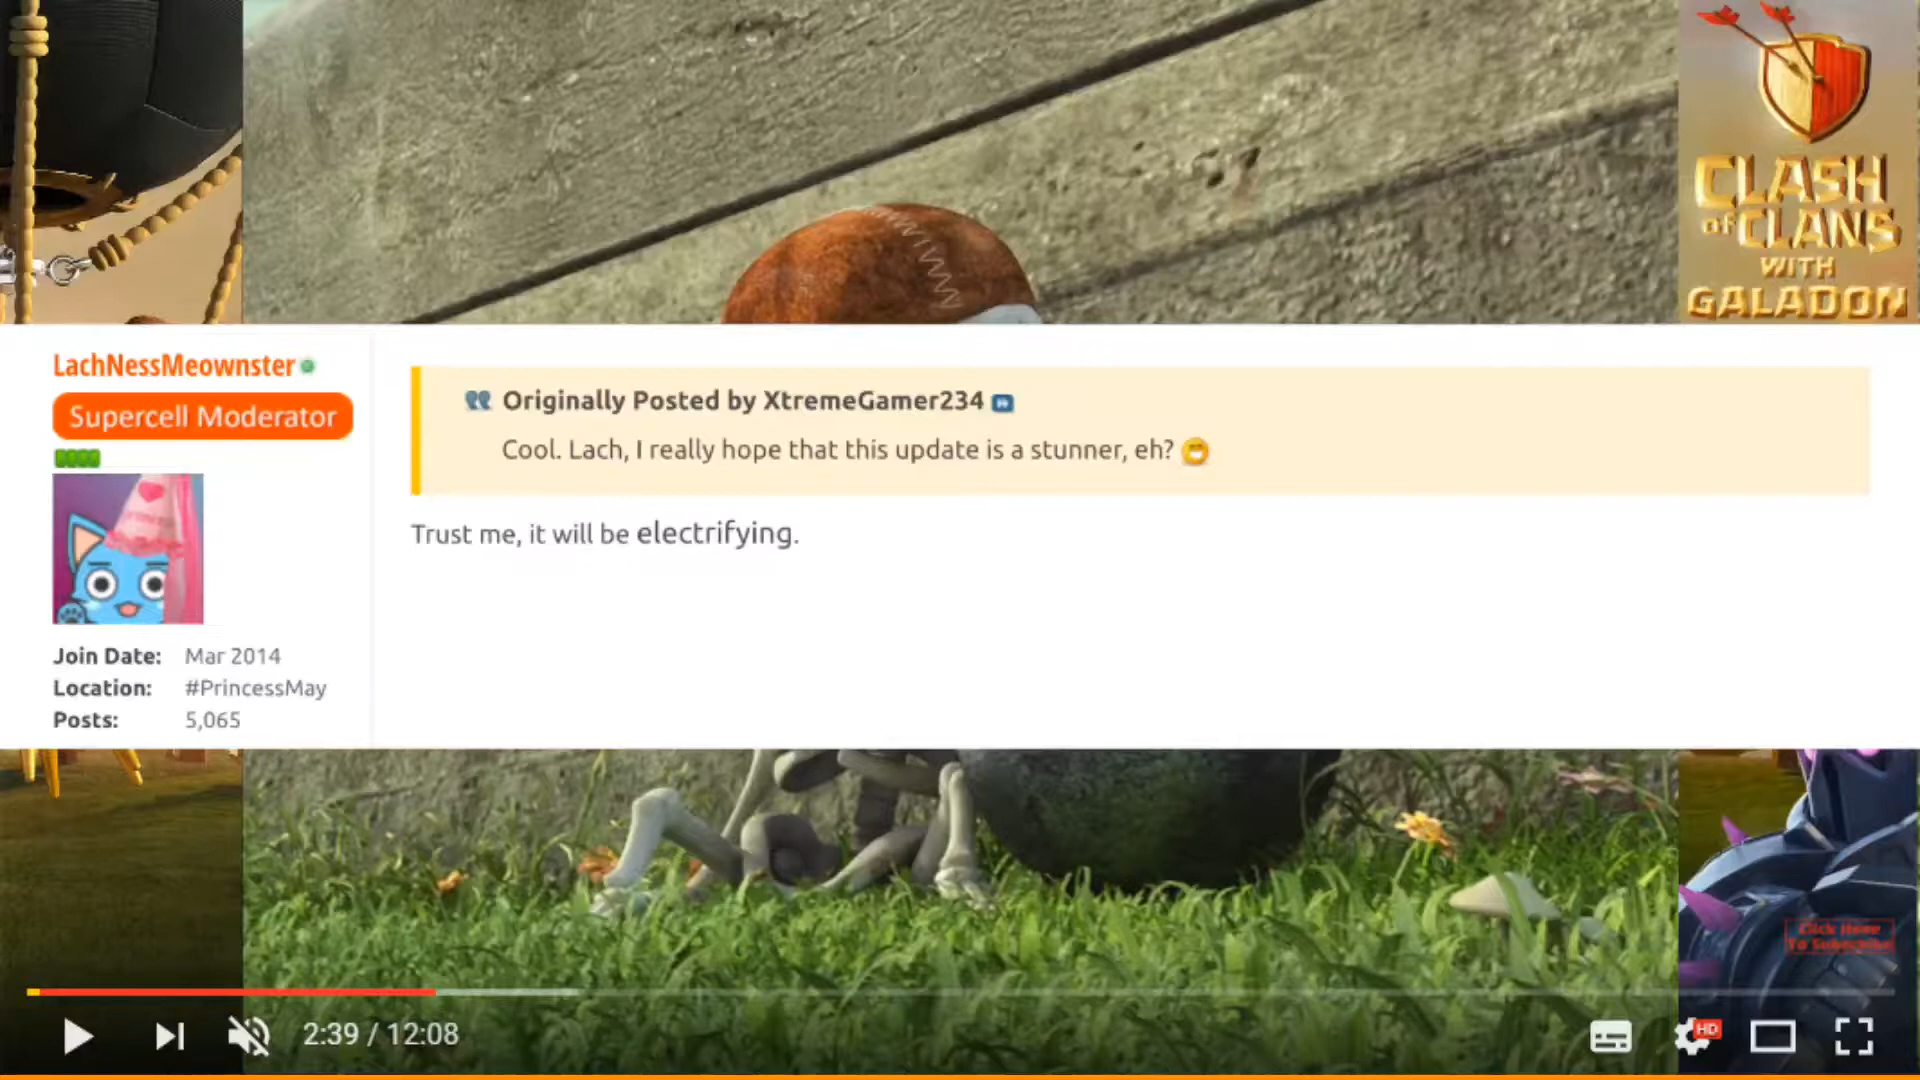 CLASH
OF CLANS
WITH
GALADON
LachNessMeownster
Supercell Moderator
Join Date: Mar 2014
Location: #PrincessMay
Posts: 5,065
Originally Posted by XtremeGamer234
Cool. Lach, I really hope that this update is a stunner, eh?
Trust me, it will be electrifying.
Click Here
To Subscribe!
2:39 / 12:08
HD